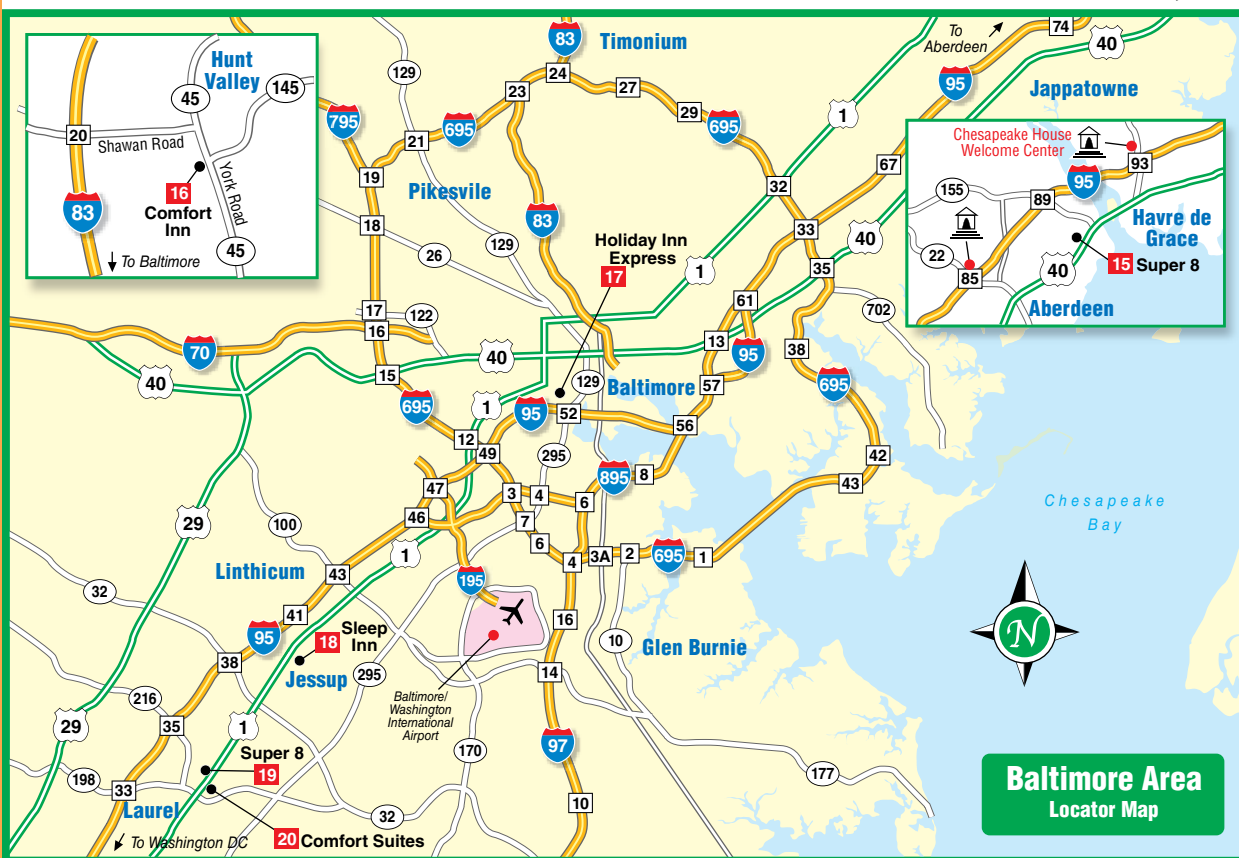 83
Timonium
To
Aberdeen
74
40
95
Jappatowne
Hunt
Valley
45
145
20
Shawan Road
16
Comfort
Inn
York Road
83
45
To Baltimore
129
24
23
27
29
695
1
795
21
695
19
67
32
Pikesvile
18
83
33
40
35
26
129
Holiday Inn
Express
17
1
Chesapeake House
Welcome Center
93
95
155
89
Havre de
Grace
22
85
40
15
Super 8
Aberdeen
17
122
16
61
702
70
40
13
95
38
40
15
129
Baltimore
57
695
695
1
95
52
56
12
49
295
42
895
8
43
47
3
4
6
46
7
29
100
1
6
4
3A
2
695
1
Chesapeake
Bay
Linthicum
43
195
32
41
16
95
18
Sleep
Inn
10
Glen Burnie
N
38
Jessup
295
14
Baltimore/
Washington
International
Airport
216
29
35
1
97
170
Super 8
19
198
33
177
Baltimore Area
Locator Map
10
Laurel
32
To Washington DC
20
Comfort Suites